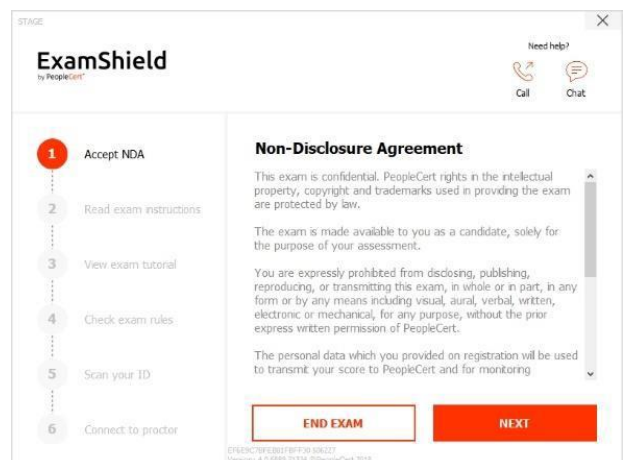 STAGE
Need help?
ExamShield
by PeopleCert
Call
Chat
1
Accept NDA
2
Read exam instructions
3
View exam tutorial
4
Check exam rules
5
Scan your ID
6
Connect to proctor
Non-Disclosure Agreement
This exam is confidential. PeopleCert rights in the intellectual
property, copyright and trademarks used in providing the exam
are protected by law.
The exam is made available to you as a candidate, solely for
the purpose of your assessment.
You are expressly prohibited from disclosing, publishing,
reproducing, or transmitting this exam, in whole or in part, in any
form or by any means including visual, aural, verbal, written,
electronic or mechanical, for any purpose, without the prior
express written permission of PeopleCert.
The personal data which you provided on registration will be used
to transmit your score to PeopleCert and for monitoring
END EXAM
NEXT